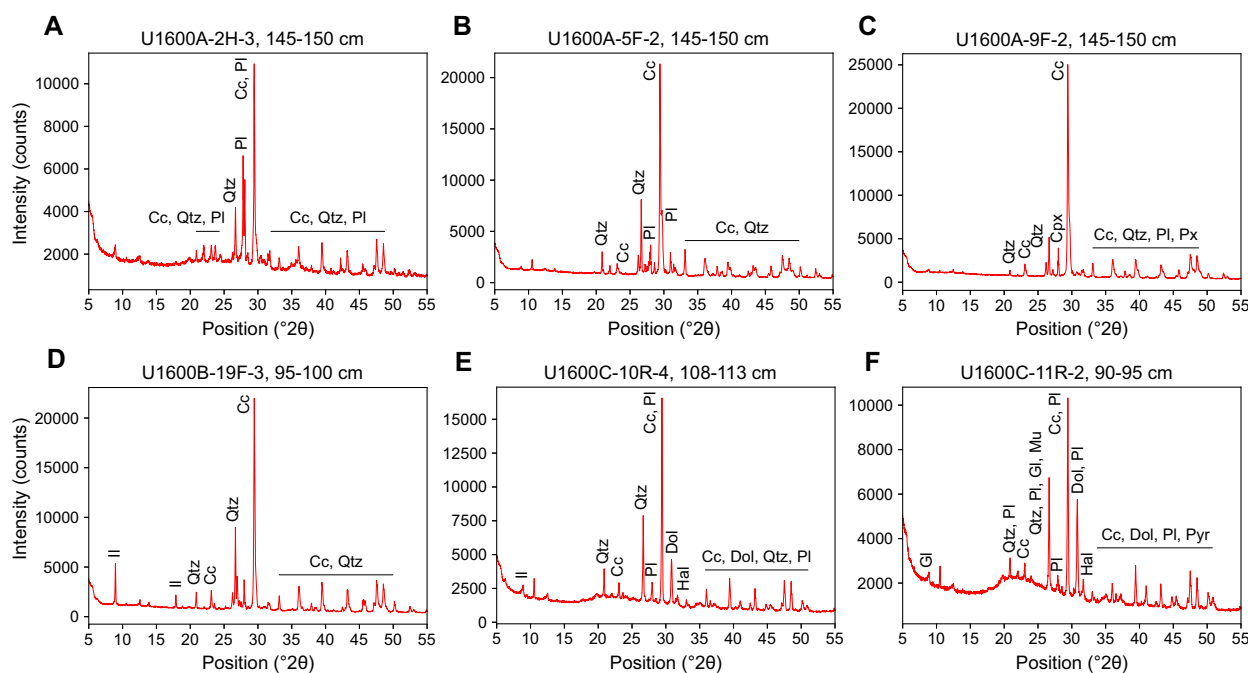 A
U1600A-2H-3, 145-150 cm
Intensity (counts)
10000
8000
6000
4000
2000
Cc, Qtz, Pl
Qtz
Pl
Cc, Pl
Cc, Qtz, Pl
5 10 15 20 25 30 35 40 45 50 55
Position (°2θ)
B
U1600A-5F-2, 145-150 cm
20000
15000
10000
5000
0
Qtz
Cc
Qtz
Pl
Cc
Pl
Cc, Qtz
5 10 15 20 25 30 35 40 45 50 55
Position (°2θ)
C
U1600A-9F-2, 145-150 cm
25000
20000
15000
10000
5000
0
Qtz
Cc
Qtz
Cpx
Cc
Cc, Qtz, Pl, Px
5 10 15 20 25 30 35 40 45 50 55
Position (°2θ)
D
U1600B-19F-3, 95-100 cm
Intensity (counts)
20000
15000
10000
5000
0
Il
Il
Qtz
Cc
Qtz
Cc
Cc, Qtz
5 10 15 20 25 30 35 40 45 50 55
Position (°2θ)
E
U1600C-10R-4, 108-113 cm
15000
12500
10000
7500
5000
2500
0
Il
Qtz
Cc
Qtz
Pl
Cc, Pl
Dol
Hal
Cc, Dol, Qtz, Pl
5 10 15 20 25 30 35 40 45 50 55
Position (°2θ)
F
U1600C-11R-2, 90-95 cm
10000
8000
6000
4000
2000
Gl
Qtz, Pl
Cc
Qtz, Pl, Gl, Mu
Pl
Cc, Pl
Dol, Pl
Hal
Cc, Dol, Pl, Pyr
5 10 15 20 25 30 35 40 45 50 55
Position (°2θ)